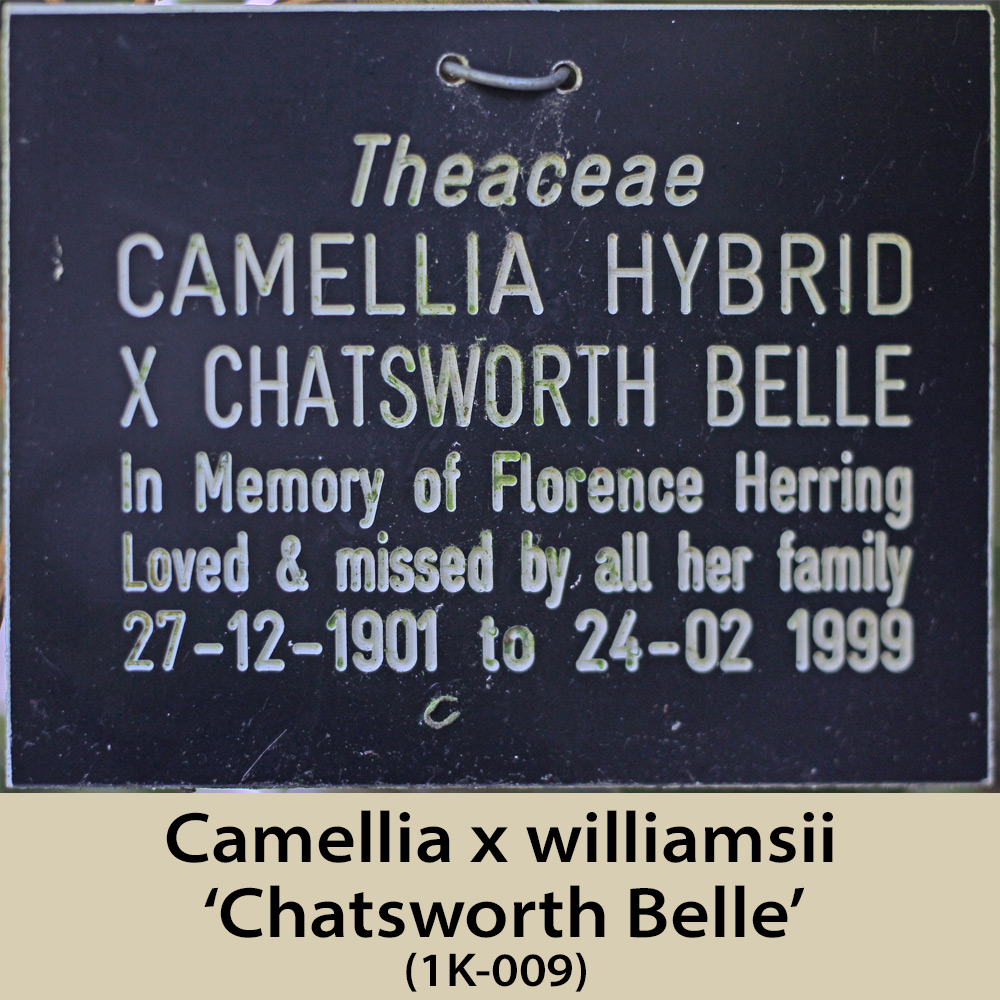 Theaceae
CAMELLIA HYBRID
X CHATSWORTH BELLE
In Memory of Florence Herring
Loved & missed by all her family
27-12-1901 to 24-02 1999
c
Camellia x williamsii
‘Chatsworth Belle’
(1K-009)